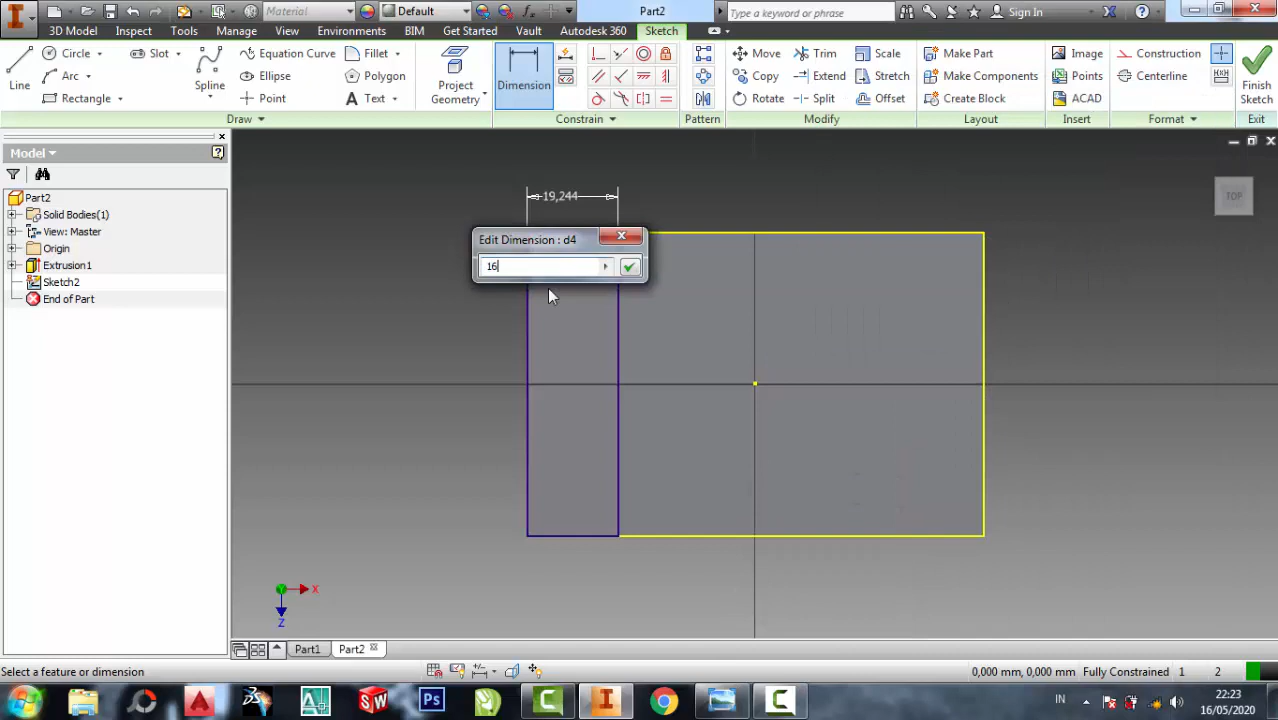 Material
Default
Part2
Type a keyword or phrase
Sign In
3D Model
Inspect
Tools
Manage
View
Environments
BIM
Get Started
Vault
Autodesk 360
Sketch
Line
Circle
Arc
Rectangle
Slot
Spline
Equation Curve
Ellipse
Point
Fillet
Polygon
Text
Project
Geometry
Dimension
Move
Copy
Rotate
Trim
Extend
Split
Scale
Stretch
Offset
Make Part
Make Components
Create Block
Image
Points
ACAD
Construction
Centerline
Finish
Sketch
Draw
Constrain
Pattern
Modify
Layout
Insert
Format
Exit
Model
Part2
Solid Bodies(1)
View: Master
Origin
Extrusion1
Sketch2
End of Part
19,244
Edit Dimension : d4
16
TOP
X
Z
Part1
Part2
Select a feature or dimension
0,000 mm, 0,000 mm
Fully Constrained
1
2
Ps
IN
22:23
16/05/2020